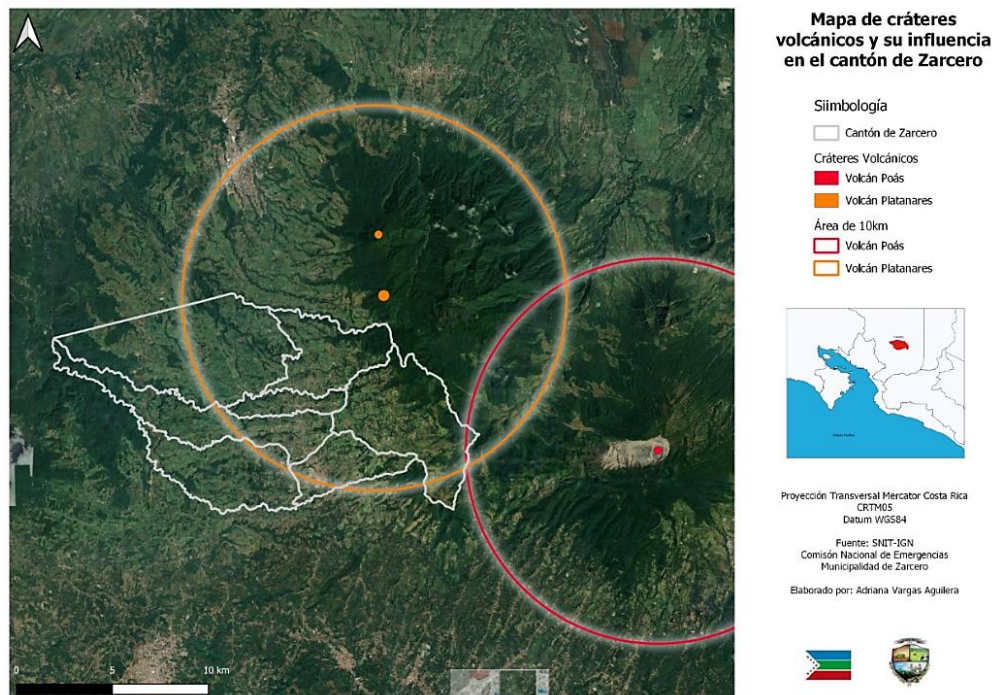 Mapa de cráteres
volcánicos y su influencia
en el cantón de Zarcero
Siimbología
Cantón de Zarcero
Cráteres Volcánicos
Volcán Poás
Volcán Platanares
Área de 10km
Volcán Poás
Volcán Platanares
Proyección Transversal Mercator Costa Rica
CRTM05
Datum WGS84
Fuente: SNIT-IGN
Comisón Nacional de Emergencias
Municipalidad de Zarcero
Elaborado por: Adriana Vargas Aguilera
0 5 10 km